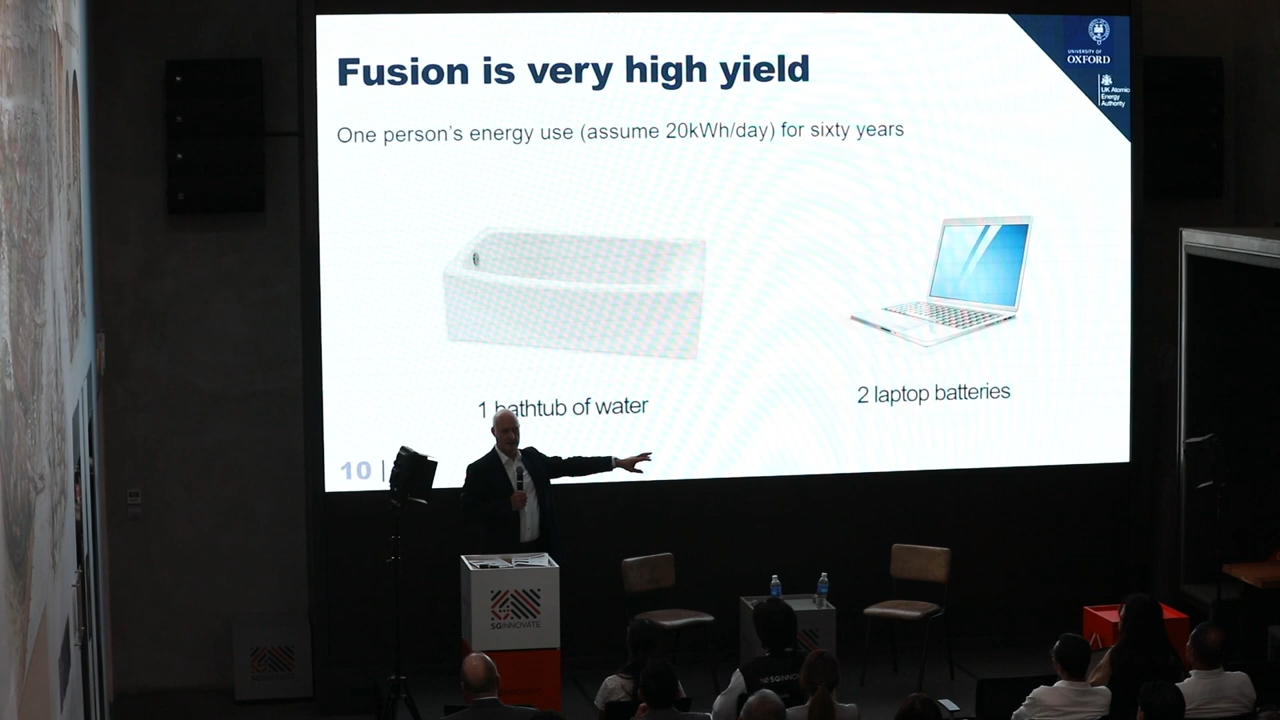 Fusion is very high yield
UNIVERSITY OF
OXFORD
UK Atomic
Energy
Authority
One person's energy use (assume 20kWh/day) for sixty years
1 bathtub of water
2 laptop batteries
10 |
SGINNOVATE